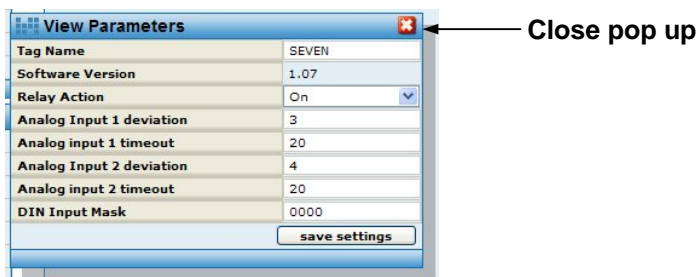 View Parameters
Close pop up
Tag Name SEVEN
Software Version 1.07
Relay Action On
Analog Input 1 deviation 3
Analog input 1 timeout 20
Analog Input 2 deviation 4
Analog input 2 timeout 20
DIN Input Mask 0000
save settings